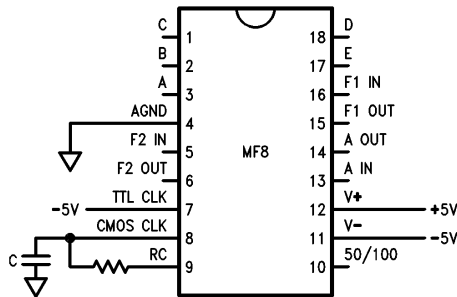 C 1 18 D
B 2 17 E
A 3 16 F1 IN
AGND 4 15 F1 OUT
F2 IN 5 MF8 14 A OUT
F2 OUT 6 13 A IN
-5V TTL CLK 7 12 V+ +5V
CMOS CLK 8 11 V- -5V
C RC 9 10 50/100